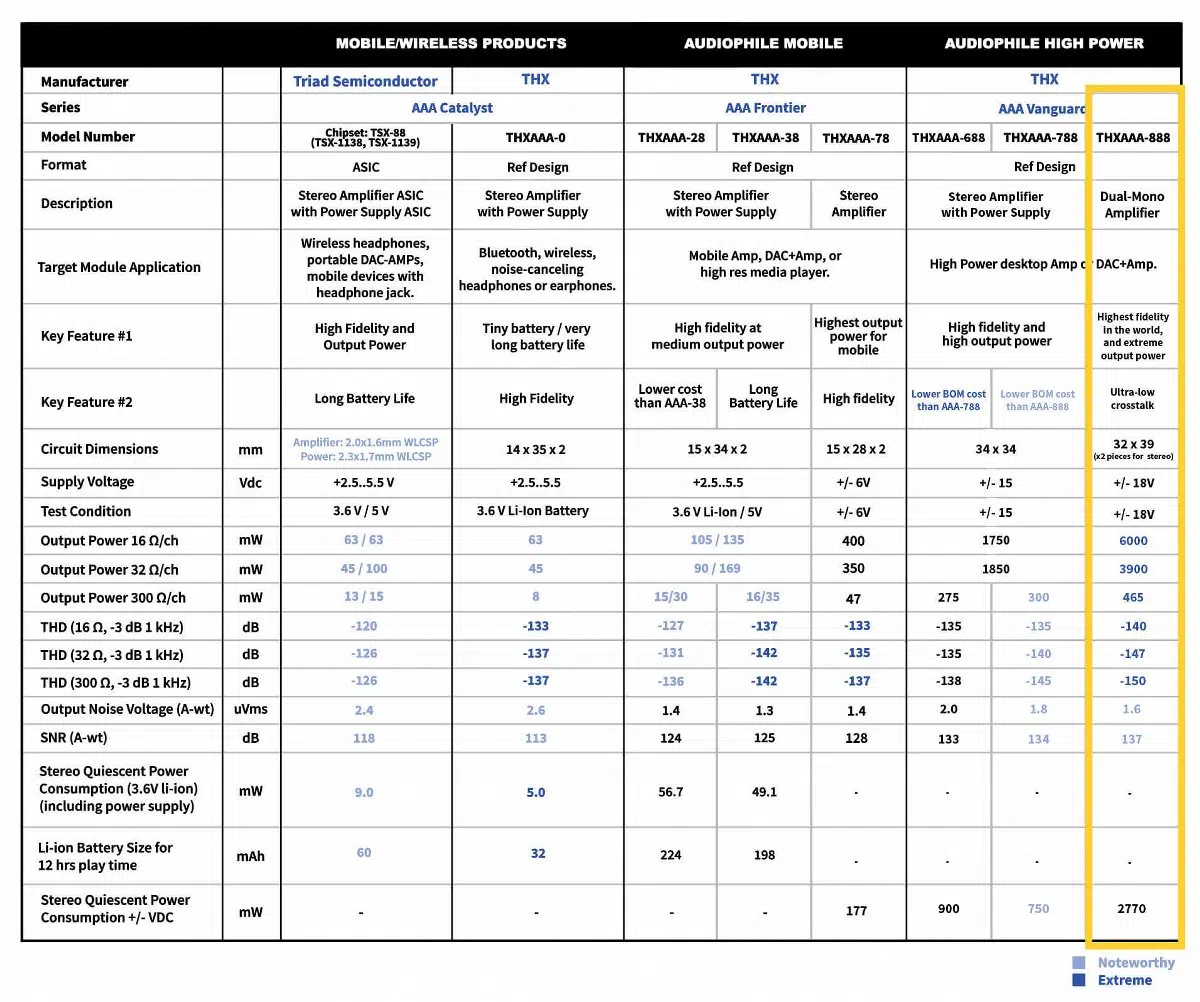 MOBILE/WIRELESS PRODUCTS AUDIOPHILE MOBILE AUDIOPHILE HIGH POWER
Manufacturer Triad Semiconductor THX THX THX
Series AAA Catalyst AAA Frontier AAA Vanguard
Model Number Chipset: TSX-88 (TSX-1138, TSX-1139) THXAAA-0 THXAAA-28 THXAAA-38 THXAAA-78 THXAAA-688 THXAAA-788 THXAAA-888
Format ASIC Ref Design Ref Design Ref Design
Description Stereo Amplifier ASIC with Power Supply ASIC Stereo Amplifier with Power Supply Stereo Amplifier with Power Supply Stereo Amplifier Stereo Amplifier with Power Supply Dual-Mono Amplifier
Target Module Application Wireless headphones, portable DAC-AMPs, mobile devices with headphone jack. Bluetooth, wireless, noise-canceling headphones or earphones. Mobile Amp, DAC+Amp, or high res media player. High Power desktop Amp or DAC+Amp.
Key Feature #1 High Fidelity and Output Power Tiny battery / very long battery life High fidelity at medium output power Highest output power for mobile High fidelity and high output power Highest fidelity in the world, and extreme output power
Key Feature #2 Long Battery Life High Fidelity Lower cost than AAA-38 Long Battery Life High fidelity Lower BOM cost than AAA-788 Lower BOM cost than AAA-888 Ultra-low crosstalk
Circuit Dimensions mm Amplifier: 2.0x1.6mm WLCSP Power: 2.3x1.7mm WLCSP 14 x 35 x 2 15 x 34 x 2 15 x 28 x 2 34 x 34 32 x 39 (x2 pieces for stereo)
Supply Voltage Vdc +2.5..5.5 V +2.5..5.5 +2.5..5.5 +/- 6V +/- 15 +/- 18V
Test Condition 3.6 V / 5 V 3.6 V Li-Ion Battery 3.6 V Li-Ion / 5V +/- 6V +/- 15 +/- 18V
Output Power 16 Ω/ch mW 63 / 63 63 105 / 135 400 1750 6000
Output Power 32 Ω/ch mW 45 / 100 45 90 / 169 350 1850 3900
Output Power 300 Ω/ch mW 13 / 15 8 15/30 16/35 47 275 300 465
THD (16 Ω, -3 dB 1 kHz) dB -120 -133 -127 -137 -133 -135 -135 -140
THD (32 Ω, -3 dB 1 kHz) dB -126 -137 -131 -142 -135 -135 -140 -147
THD (300 Ω, -3 dB 1 kHz) dB -126 -137 -136 -142 -137 -138 -145 -150
Output Noise Voltage (A-wt) uVms 2.4 2.6 1.4 1.3 1.4 2.0 1.8 1.6
SNR (A-wt) dB 118 113 124 125 128 133 134 137
Stereo Quiescent Power Consumption (3.6V li-ion) (including power supply) mW 9.0 5.0 56.7 49.1 - - - -
Li-ion Battery Size for 12 hrs play time mAh 60 32 224 198 - - - -
Stereo Quiescent Power Consumption +/- VDC mW - - - - 177 900 750 2770
Noteworthy
Extreme